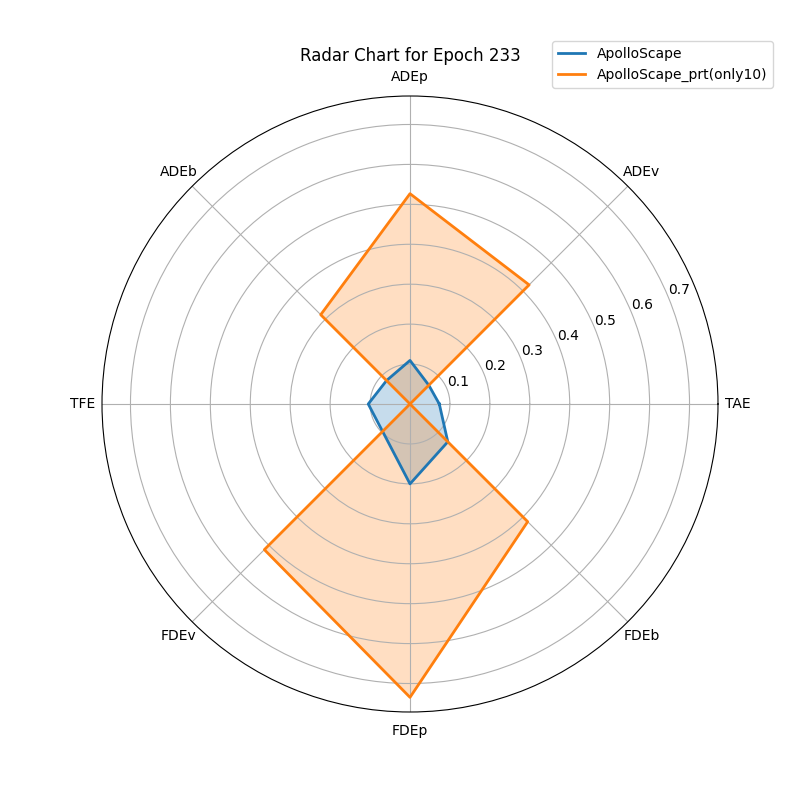 Radar Chart for Epoch 233
ApolloScape
ApolloScape_prt(only10)
ADEp
ADEb
ADEv
0.7
0.6
0.5
0.4
0.3
0.2
0.1
TFE
TAE
FDEv
FDEb
FDEp